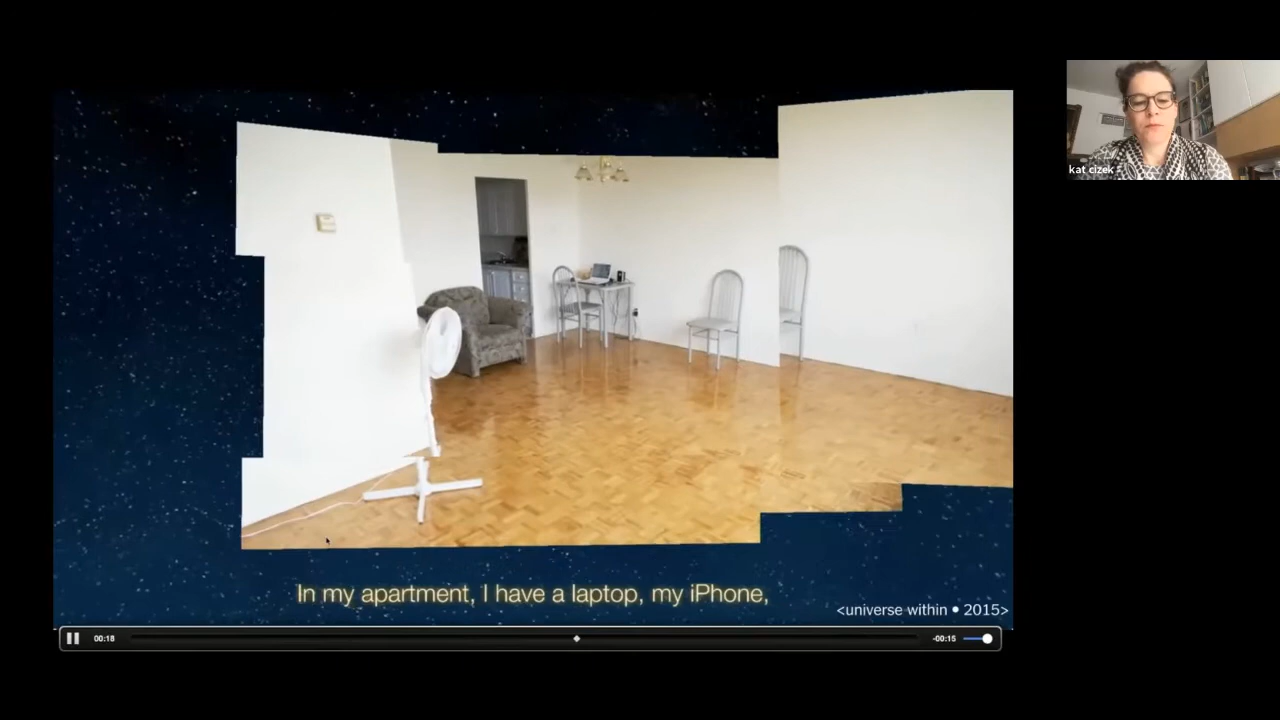 kat cizek
In my apartment, I have a laptop, my iPhone,
<universe within • 2015>
00:18
-00:15